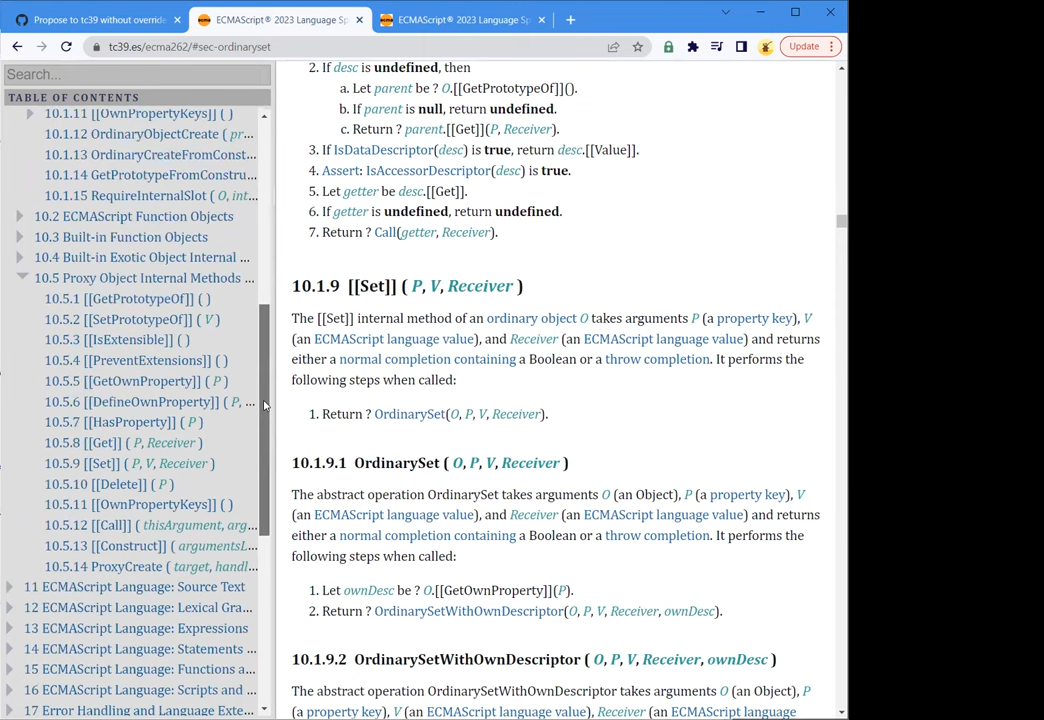 Propose to tc39 without override
ECMAScript® 2023 Language Sp
ECMAScript® 2023 Language Sp
tc39.es/ecma262/#sec-ordinaryset
Update
Search...
TABLE OF CONTENTS
10.1.11 [[OwnPropertyKeys]] ( )
10.1.12 OrdinaryObjectCreate ( pr...
10.1.13 OrdinaryCreateFromConst...
10.1.14 GetPrototypeFromConstru...
10.1.15 RequireInternalSlot ( O, int...
10.2 ECMAScript Function Objects
10.3 Built-in Function Objects
10.4 Built-in Exotic Object Internal ...
10.5 Proxy Object Internal Methods ...
10.5.1 [[GetPrototypeOf]] ( )
10.5.2 [[SetPrototypeOf]] ( V )
10.5.3 [[IsExtensible]] ( )
10.5.4 [[PreventExtensions]] ( )
10.5.5 [[GetOwnProperty]] ( P )
10.5.6 [[DefineOwnProperty]] ( P, ...
10.5.7 [[HasProperty]] ( P )
10.5.8 [[Get]] ( P, Receiver )
10.5.9 [[Set]] ( P, V, Receiver )
10.5.10 [[Delete]] ( P )
10.5.11 [[OwnPropertyKeys]] ( )
10.5.12 [[Call]] ( thisArgument, arg...
10.5.13 [[Construct]] ( argumentsL...
10.5.14 ProxyCreate ( target, handl...
11 ECMAScript Language: Source Text
12 ECMAScript Language: Lexical Gra...
13 ECMAScript Language: Expressions
14 ECMAScript Language: Statements ...
15 ECMAScript Language: Functions a...
16 ECMAScript Language: Scripts and ...
17 Error Handling and Language Exte...
2. If desc is undefined, then
a. Let parent be ? O.[[GetPrototypeOf]]().
b. If parent is null, return undefined.
c. Return ? parent.[[Get]](P, Receiver).
3. If IsDataDescriptor(desc) is true, return desc.[[Value]].
4. Assert: IsAccessorDescriptor(desc) is true.
5. Let getter be desc.[[Get]].
6. If getter is undefined, return undefined.
7. Return ? Call(getter, Receiver).
10.1.9 [[Set]] ( P, V, Receiver )
The [[Set]] internal method of an ordinary object O takes arguments P (a property key), V
(an ECMAScript language value), and Receiver (an ECMAScript language value) and returns
either a normal completion containing a Boolean or a throw completion. It performs the
following steps when called:
1. Return ? OrdinarySet(O, P, V, Receiver).
10.1.9.1 OrdinarySet ( O, P, V, Receiver )
The abstract operation OrdinarySet takes arguments O (an Object), P (a property key), V
(an ECMAScript language value), and Receiver (an ECMAScript language value) and returns
either a normal completion containing a Boolean or a throw completion. It performs the
following steps when called:
1. Let ownDesc be ? O.[[GetOwnProperty]](P).
2. Return ? OrdinarySetWithOwnDescriptor(O, P, V, Receiver, ownDesc).
10.1.9.2 OrdinarySetWithOwnDescriptor ( O, P, V, Receiver, ownDesc )
The abstract operation OrdinarySetWithOwnDescriptor takes arguments O (an Object), P
(a property key), V (an ECMAScript language value), Receiver (an ECMAScript language